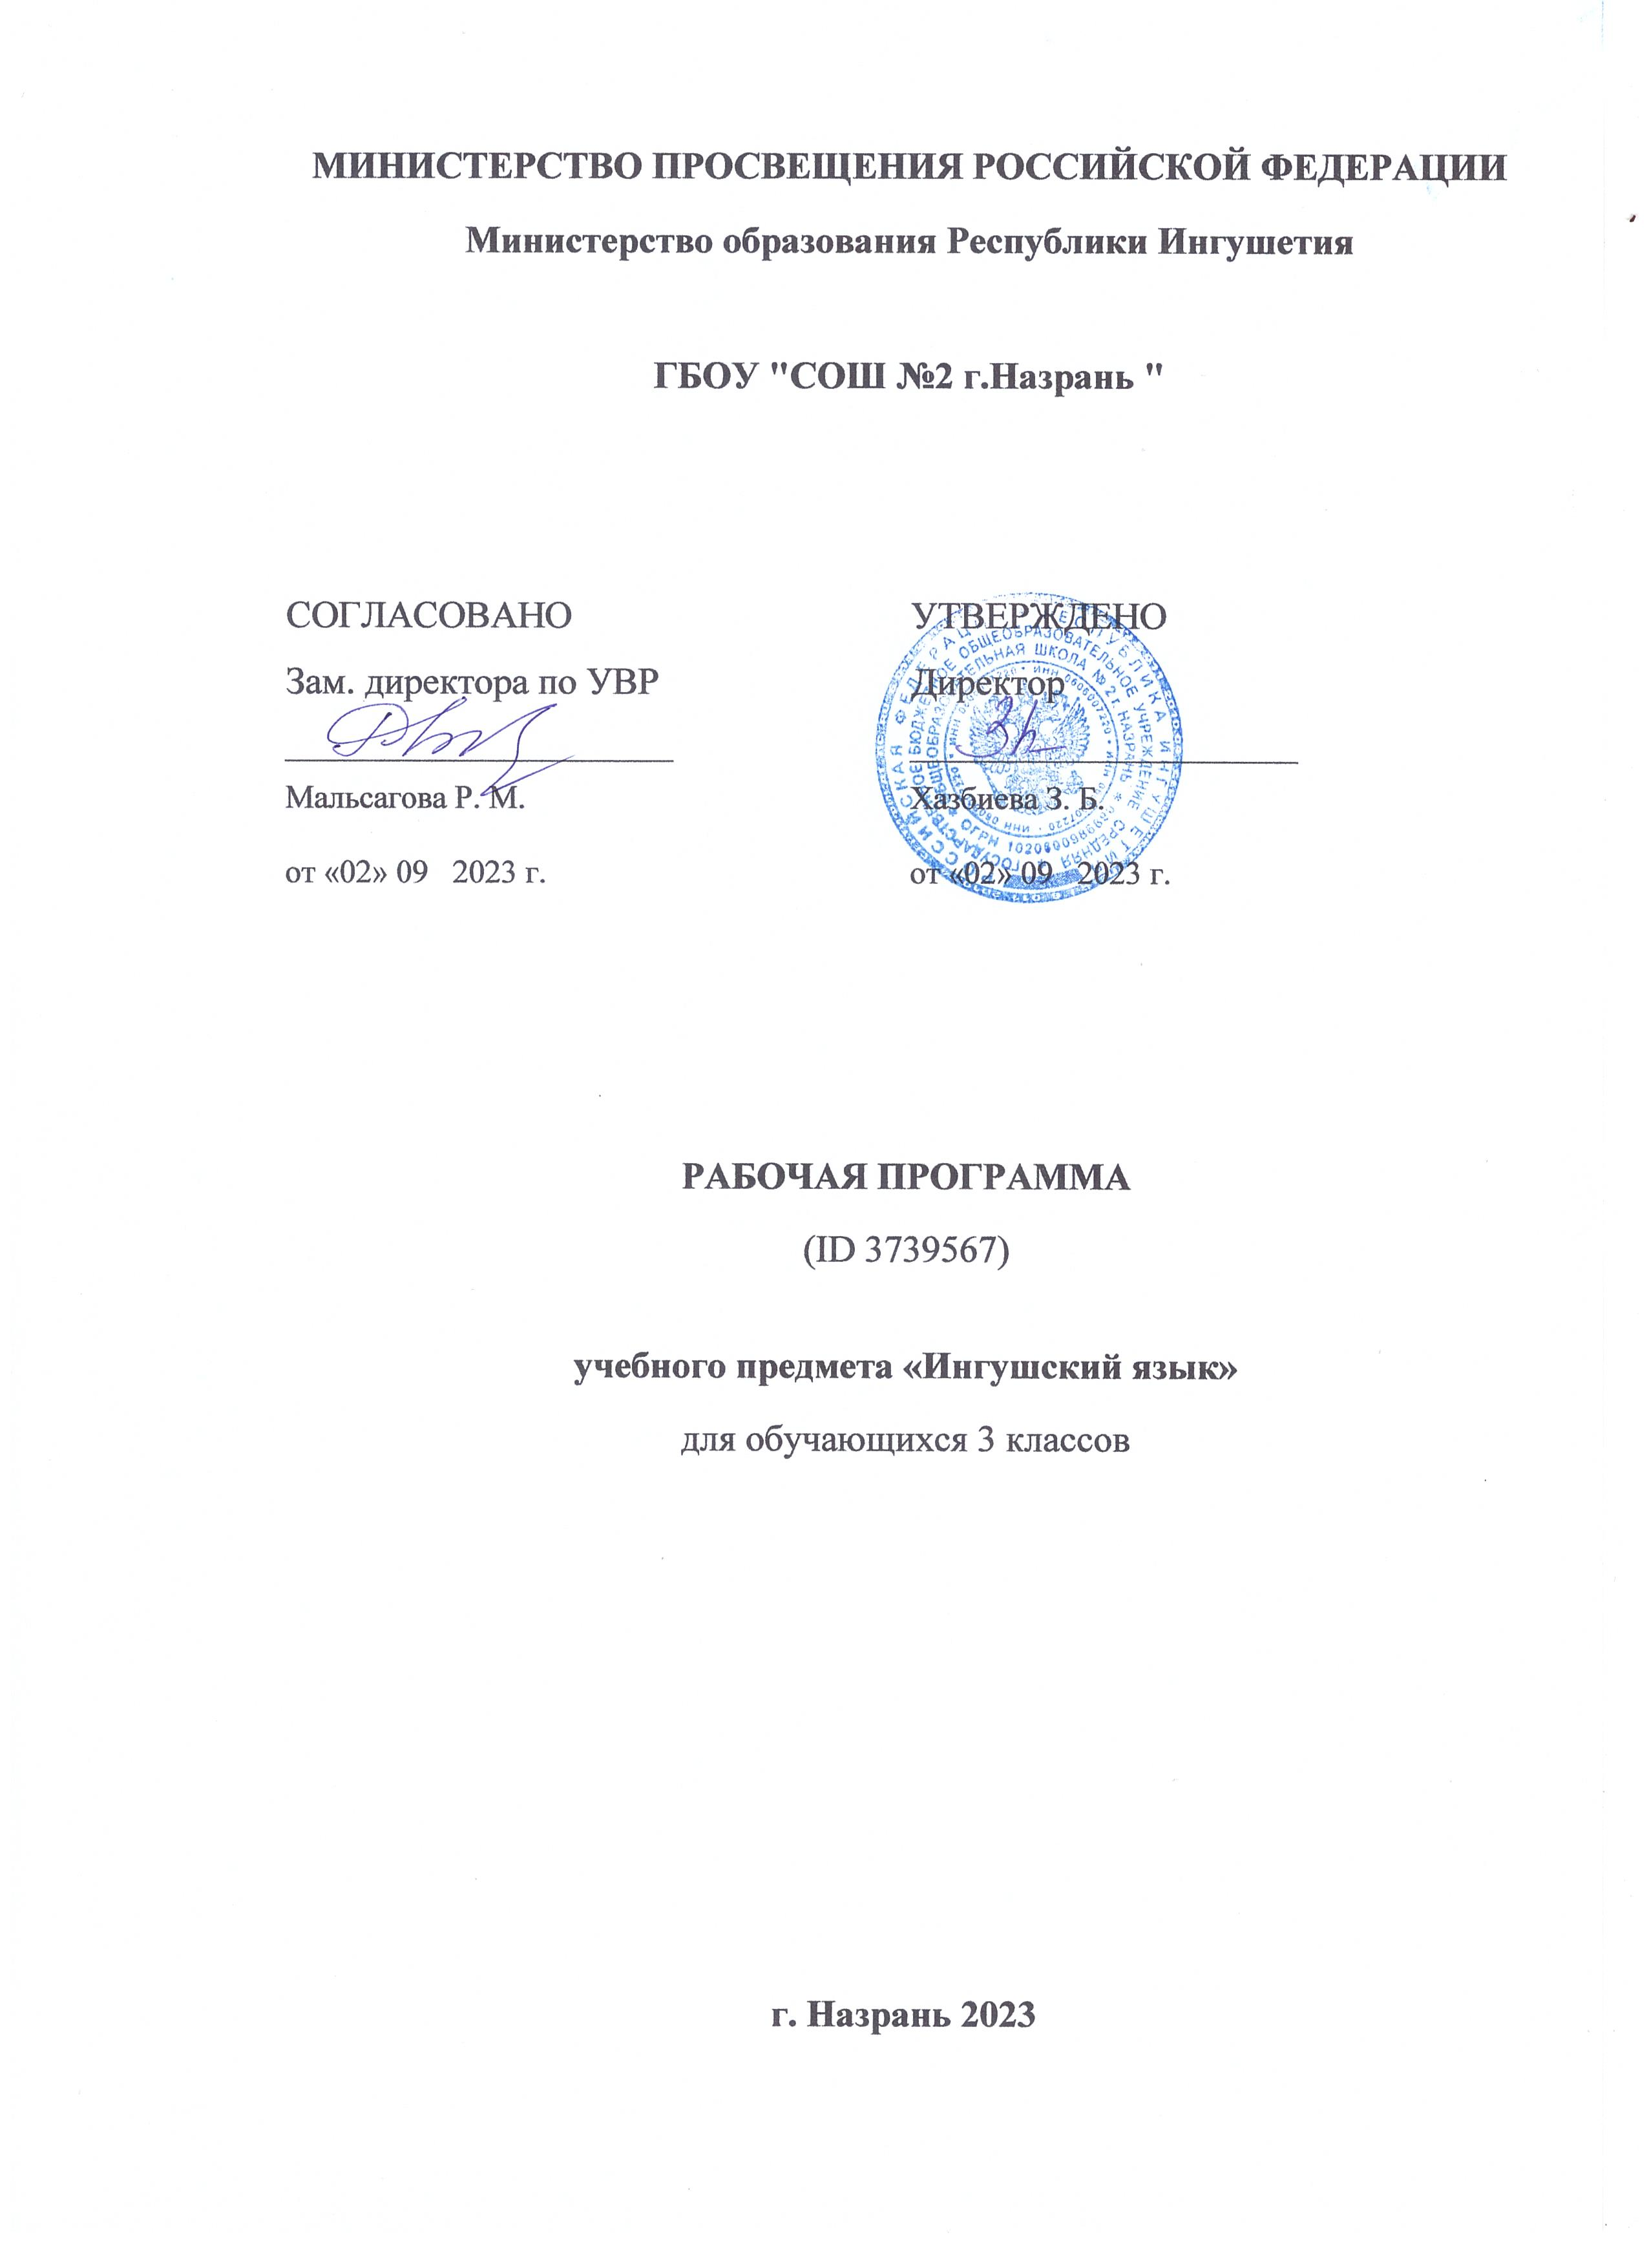 МИНИСТЕРСТВО ПРОСВЕЩЕНИЯ РОССИЙСКОЙ ФЕДЕРАЦИИ
Министерство образования Республики Ингушетия
ГБОУ "СОШ №2 г.Назрань "
СОГЛАСОВАНО
Зам. директора по УВР
Мальсагова Р. М.
от «02» 09 2023 г.
УТВЕРЖДЕНО
Директор
Хазбиева З. Б.
от «02» 09 2023 г.
РАБОЧАЯ ПРОГРАММА
(ID 3739567)
учебного предмета «Ингушский язык»
для обучающихся 3 классов
г. Назрань 2023